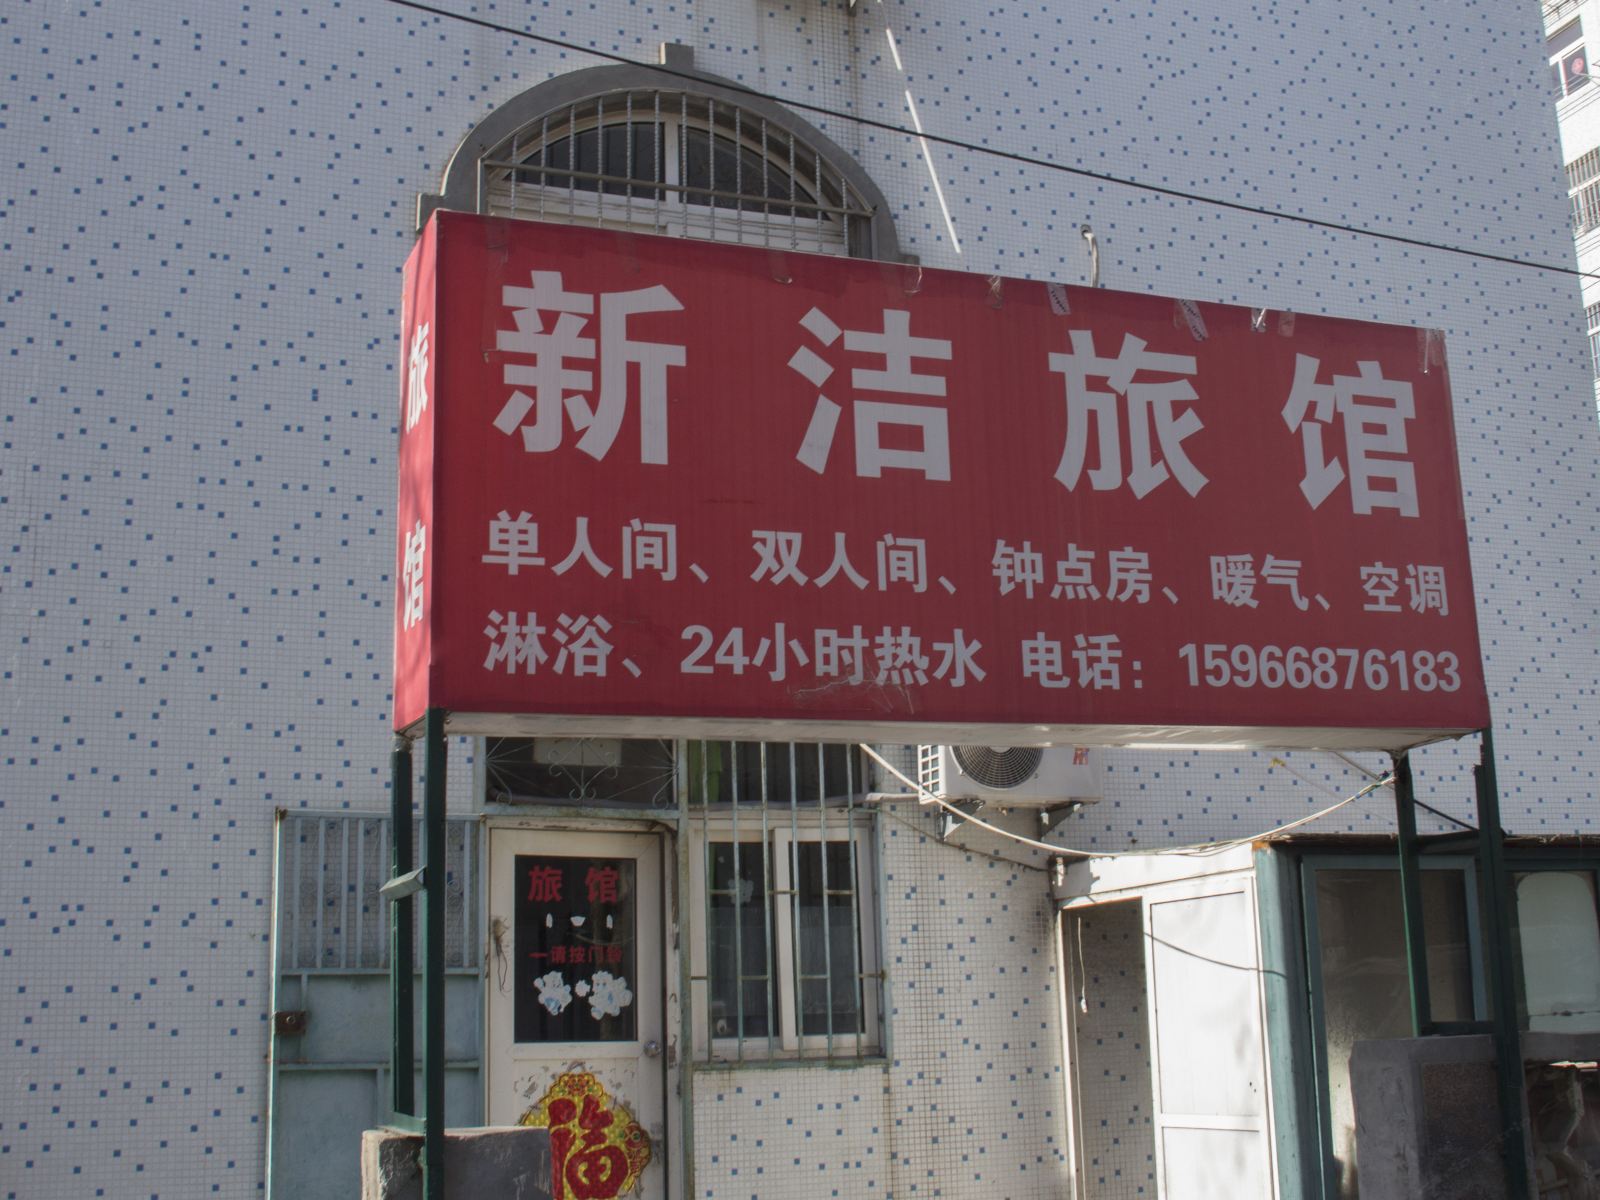 新洁旅馆
单人间、双人间、钟点房、暖气、空调
淋浴、24小时热水 电话：15966876183
旅馆
旅馆
一请按门铃
福